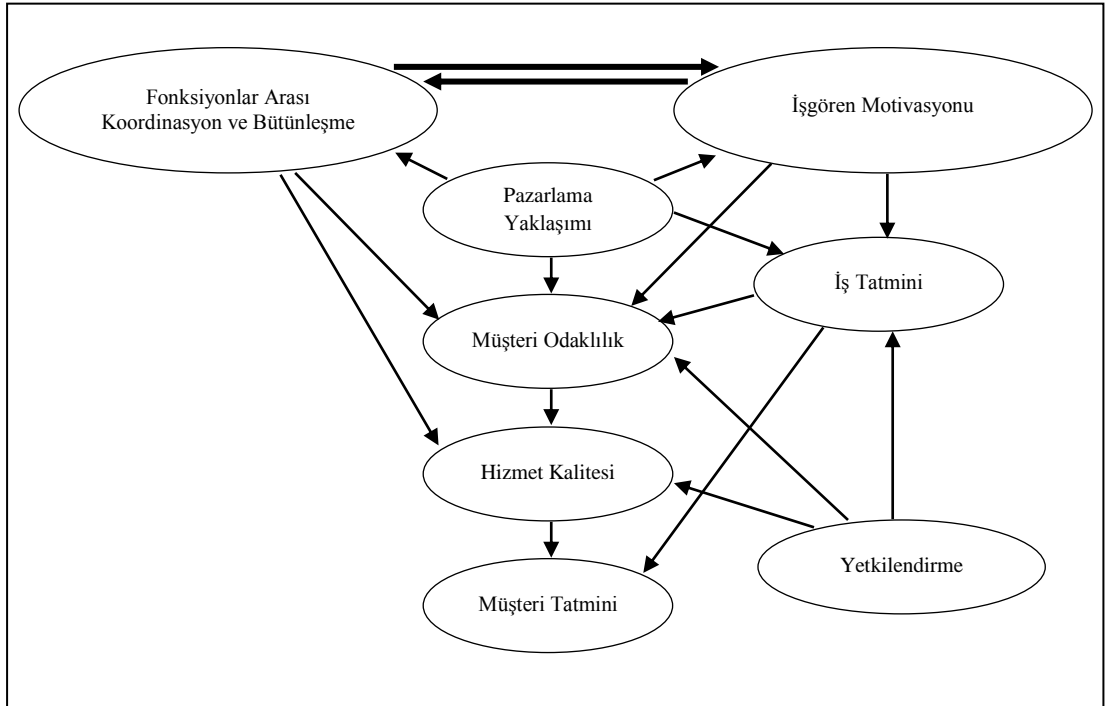 Fonksiyonlar Arası
Koordinasyon ve Bütünleşme
İşgören Motivasyonu
Pazarlama
Yaklaşımı
İş Tatmini
Müşteri Odaklılık
Hizmet Kalitesi
Yetkilendirme
Müşteri Tatmini